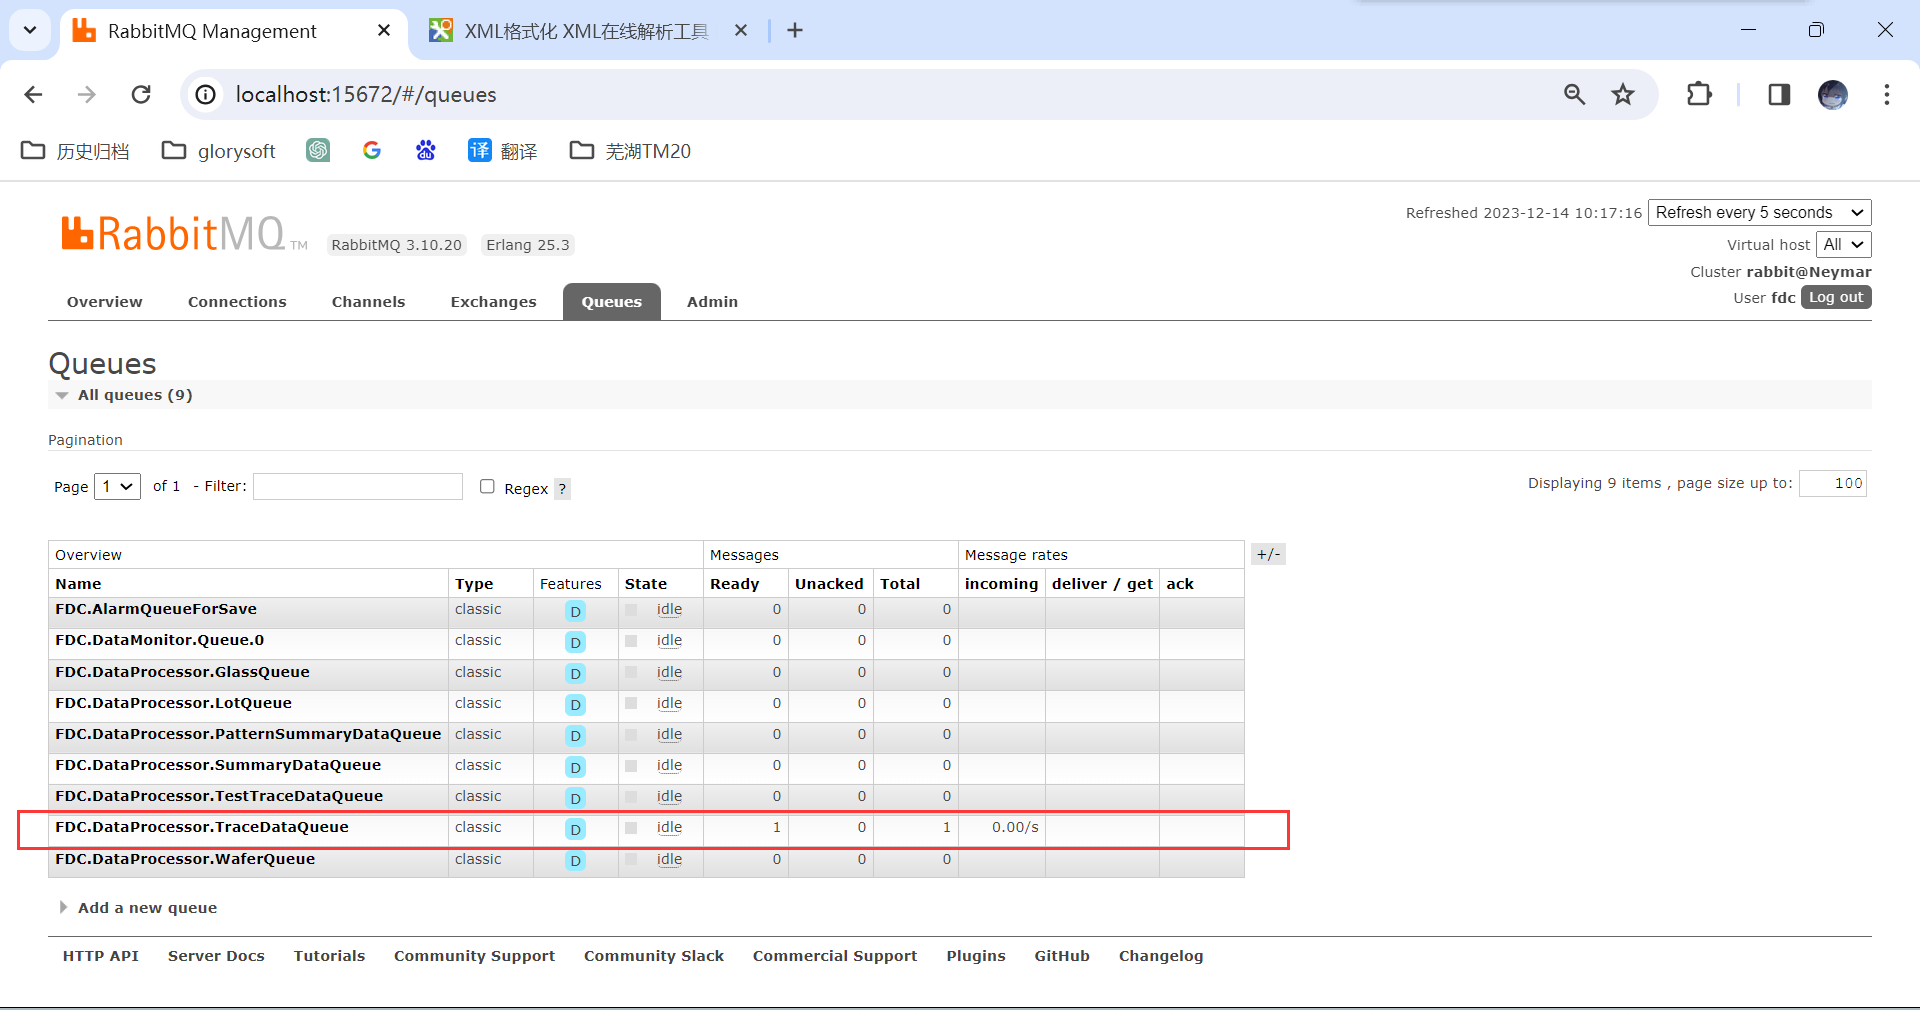 RabbitMQ Management
XML格式化 XML在线解析工具
localhost:15672/#/queues
历史归档
glorysoft
du
译 翻译
芜湖TM20
RabbitMQ TM
RabbitMQ 3.10.20
Erlang 25.3
Refreshed 2023-12-14 10:17:16 Refresh every 5 seconds
Virtual host All
Cluster rabbit@Neymar
User fdc Log out
Overview Connections Channels Exchanges Queues Admin
Queues
All queues (9)
Pagination
Page 1 of 1 - Filter: Regex ?
Displaying 9 items , page size up to: 100
Overview Messages Message rates +/-
Name Type Features State Ready Unacked Total incoming deliver / get ack
FDC.AlarmQueueForSave classic D idle 0 0 0
FDC.DataMonitor.Queue.0 classic D idle 0 0 0
FDC.DataProcessor.GlassQueue classic D idle 0 0 0
FDC.DataProcessor.LotQueue classic D idle 0 0 0
FDC.DataProcessor.PatternSummaryDataQueue classic D idle 0 0 0
FDC.DataProcessor.SummaryDataQueue classic D idle 0 0 0
FDC.DataProcessor.TestTraceDataQueue classic D idle 0 0 0
FDC.DataProcessor.TraceDataQueue classic D idle 1 0 1 0.00/s
FDC.DataProcessor.WaferQueue classic D idle 0 0 0
Add a new queue
HTTP API Server Docs Tutorials Community Support Community Slack Commercial Support Plugins GitHub Changelog